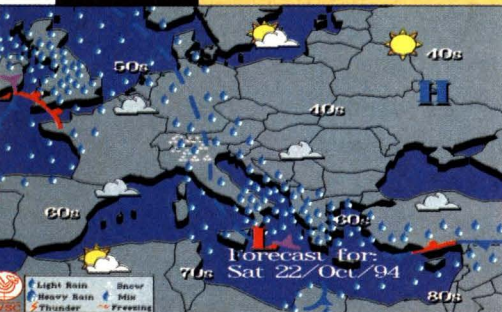 50s
40s
H
40s
60s
60s
L
Forecast for:
Sat 22/Oct/94
70s
80s
Light Rain
Snow
Heavy Rain
Mix
Thunder
Freezing
WSC